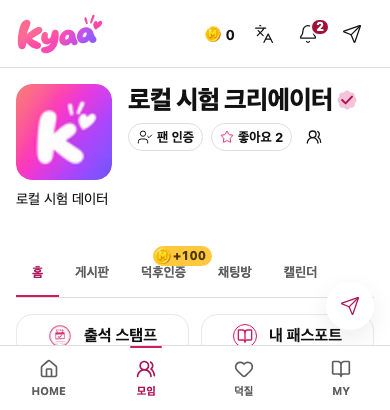 Kyaa
0
2
로컬 시험 크리에이터
팬 인증
좋아요 2
로컬 시험 데이터
+100
홈
게시판
덕후인증
채팅방
캘린더
출석 스탬프
내 패스포트
HOME
모임
덕질
MY